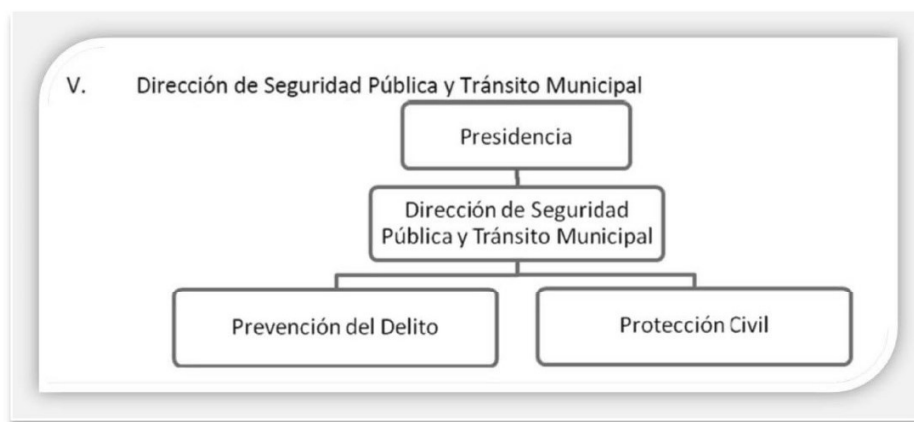 V. Dirección de Seguridad Pública y Tránsito Municipal
Presidencia
Dirección de Seguridad
Pública y Tránsito Municipal
Prevención del Delito
Protección Civil